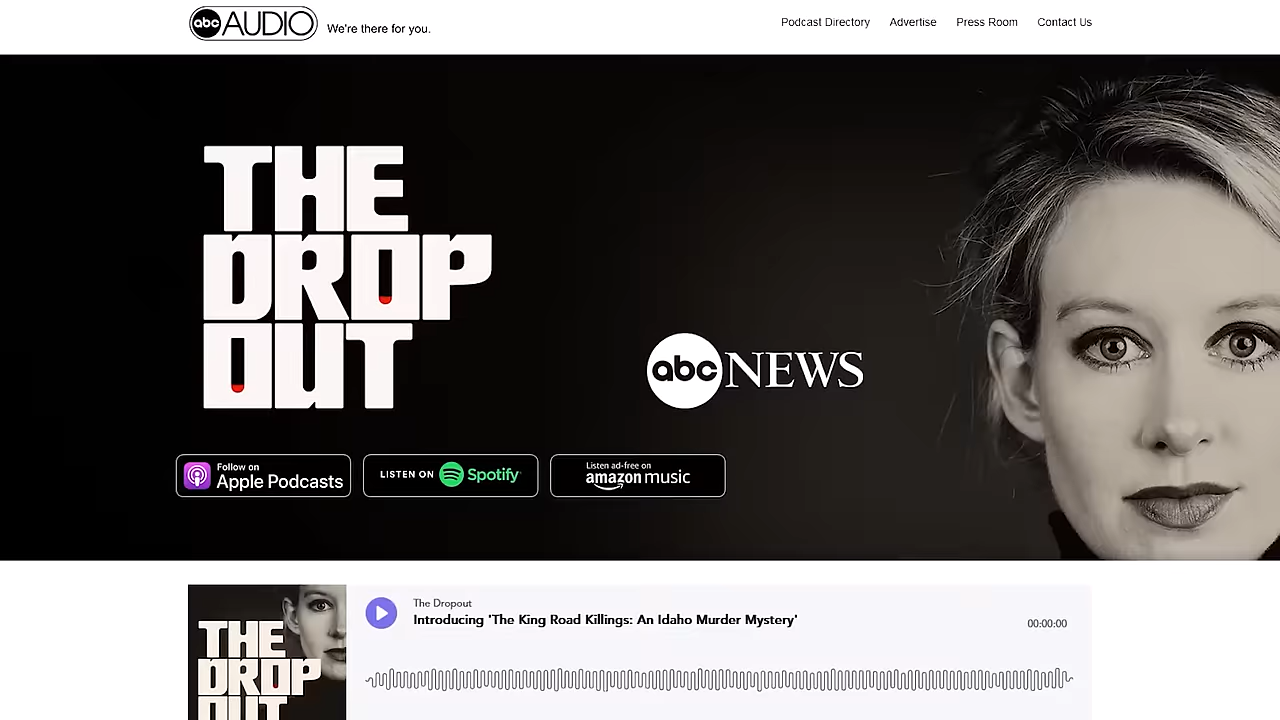 abc AUDIO We're there for you.
Podcast Directory Advertise Press Room Contact Us
THE
DROP
OUT
abc NEWS
Follow on
Apple Podcasts
LISTEN ON Spotify
Listen ad-free on
amazon music
The Dropout
Introducing 'The King Road Killings: An Idaho Murder Mystery'
00:00:00
THE
DROP
OUT